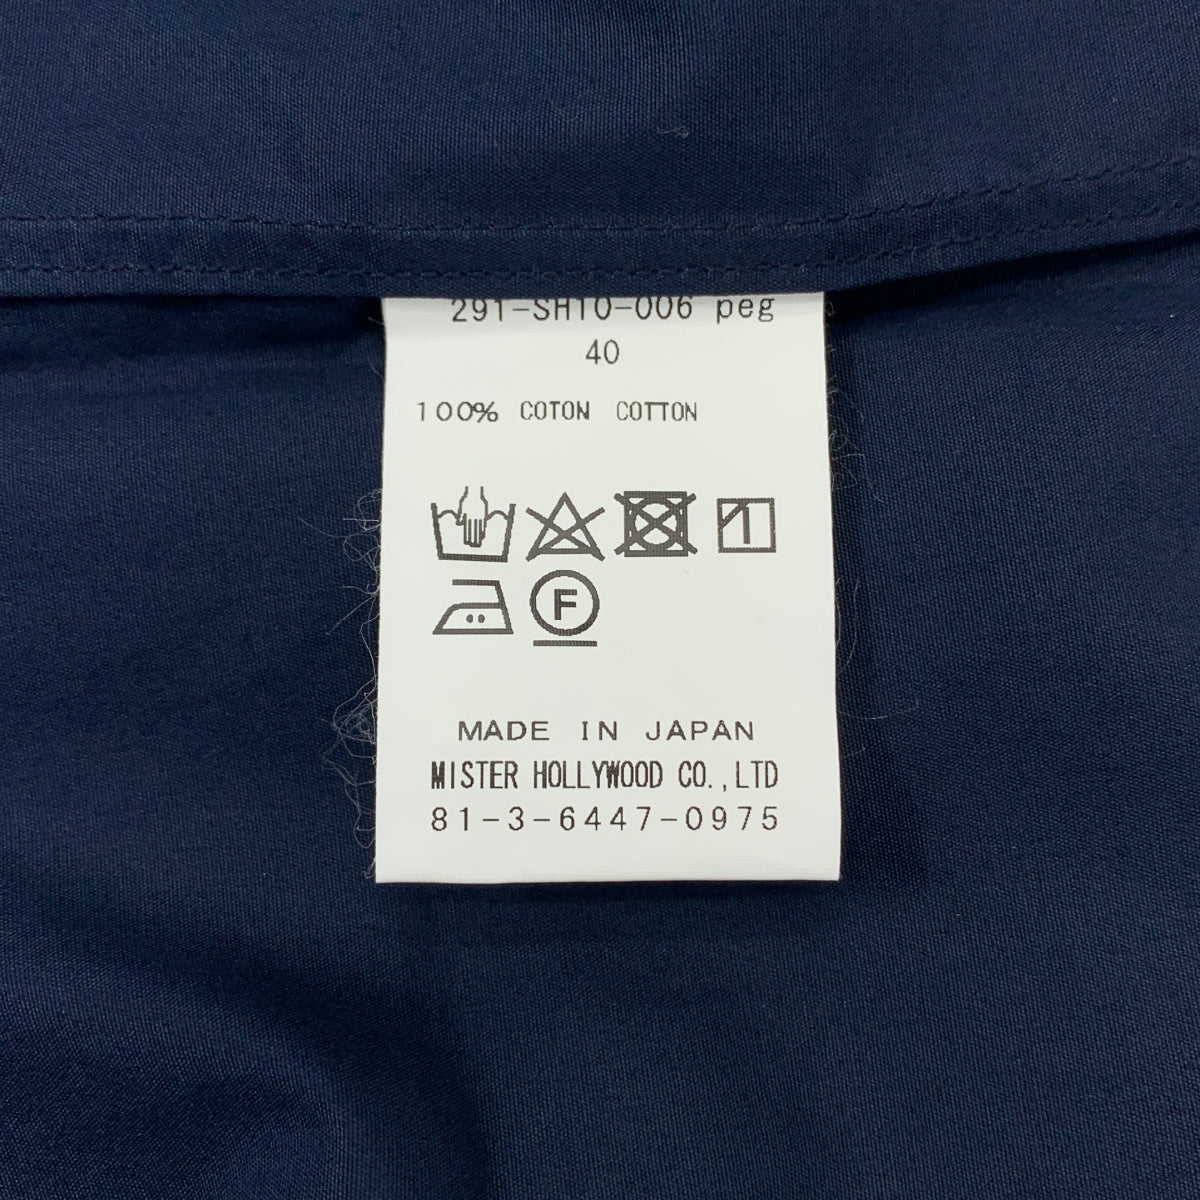 291-SH10-006 peg
40
100% COTON COTTON
F
MADE IN JAPAN
MISTER HOLLYWOOD CO.,LTD
81-3-6447-0975